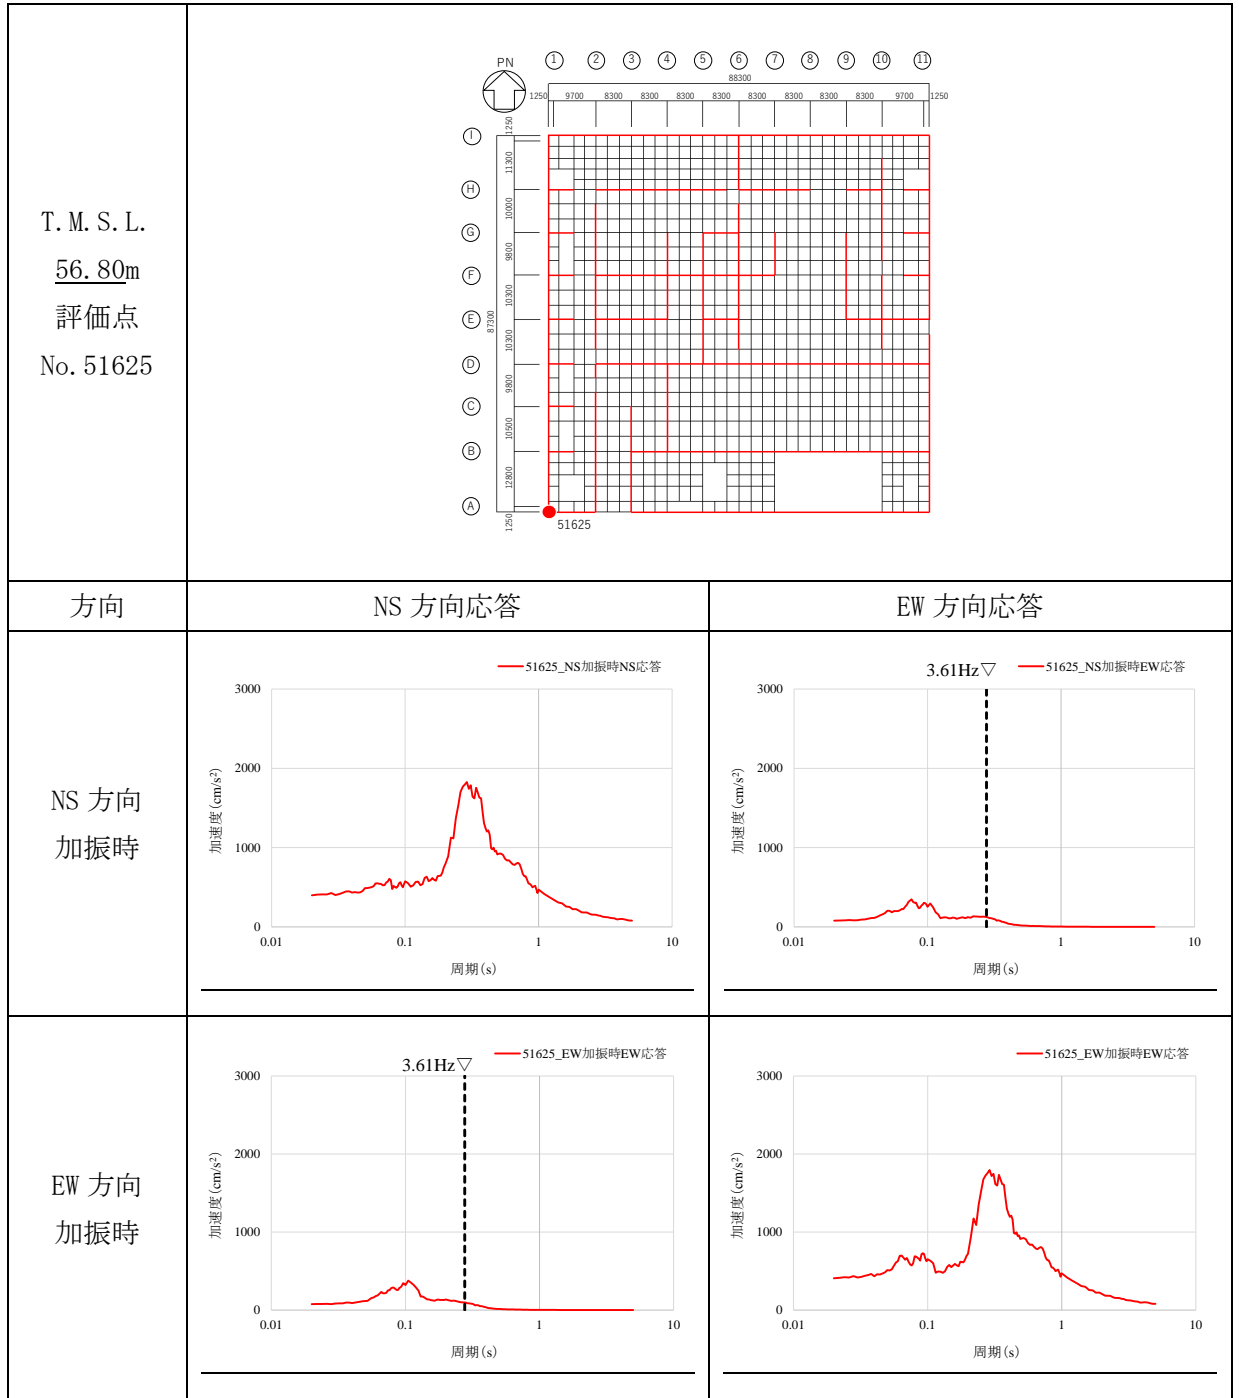 T.M.S.L.
56.80m
評価点
No.51625
PN
1 2 3 4 5 6 7 8 9 10 11
88300
1250 9700 8300 8300 8300 8300 8300 8300 8300 9700 1250
I
H
G
F
E
D
C
B
A
87300
1250
11300
10000
9800
10300
10300
9800
10500
12800
1250
51625
方向
NS 方向応答
EW 方向応答
NS 方向
加振時
51625_NS加振時NS応答
加速度(cm/s²)
3000
2000
1000
0
0.01 0.1 1 10
周期(s)
3.61Hz▽
51625_NS加振時EW応答
加速度(cm/s²)
3000
2000
1000
0
0.01 0.1 1 10
周期(s)
EW 方向
加振時
3.61Hz▽
51625_EW加振時EW応答
加速度(cm/s²)
3000
2000
1000
0
0.01 0.1 1 10
周期(s)
51625_EW加振時EW応答
加速度(cm/s²)
3000
2000
1000
0
0.01 0.1 1 10
周期(s)